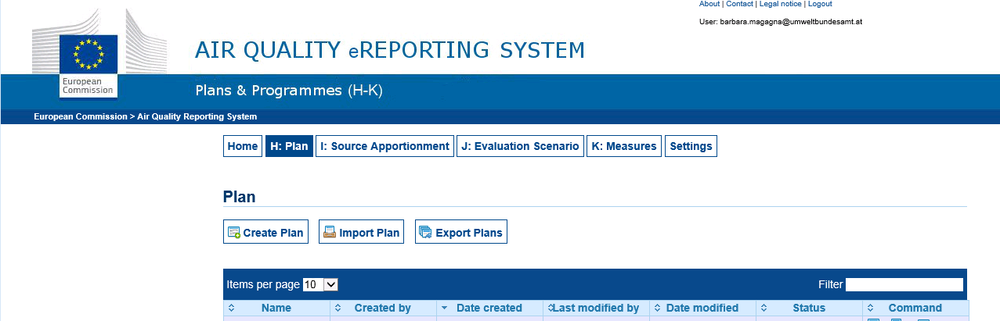 About | Contact | Legal notice | Logout
User: barbara.magagna@umweltbundesamt.at
AIR QUALITY eREPORTING SYSTEM
European
Commission
Plans & Programmes (H-K)
European Commission > Air Quality Reporting System
Home H: Plan I: Source Apportionment J: Evaluation Scenario K: Measures Settings
Plan
Create Plan Import Plan Export Plans
Items per page 10 Filter
Name Created by Date created Last modified by Date modified Status Command